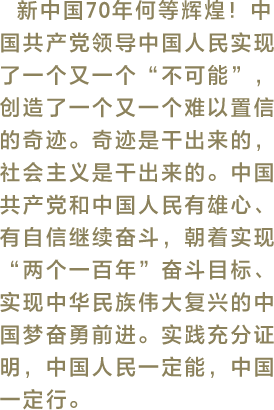 新中国70年何等辉煌！中
国共产党领导中国人民实现
了一个又一个“不可能”，
创造了一个又一个难以置信
的奇迹。奇迹是干出来的，
社会主义是干出来的。中国
共产党和中国人民有雄心、
有自信继续奋斗，朝着实现
“两个一百年”奋斗目标、
实现中华民族伟大复兴的中
国梦奋勇前进。实践充分证
明，中国人民一定能，中国
一定行。